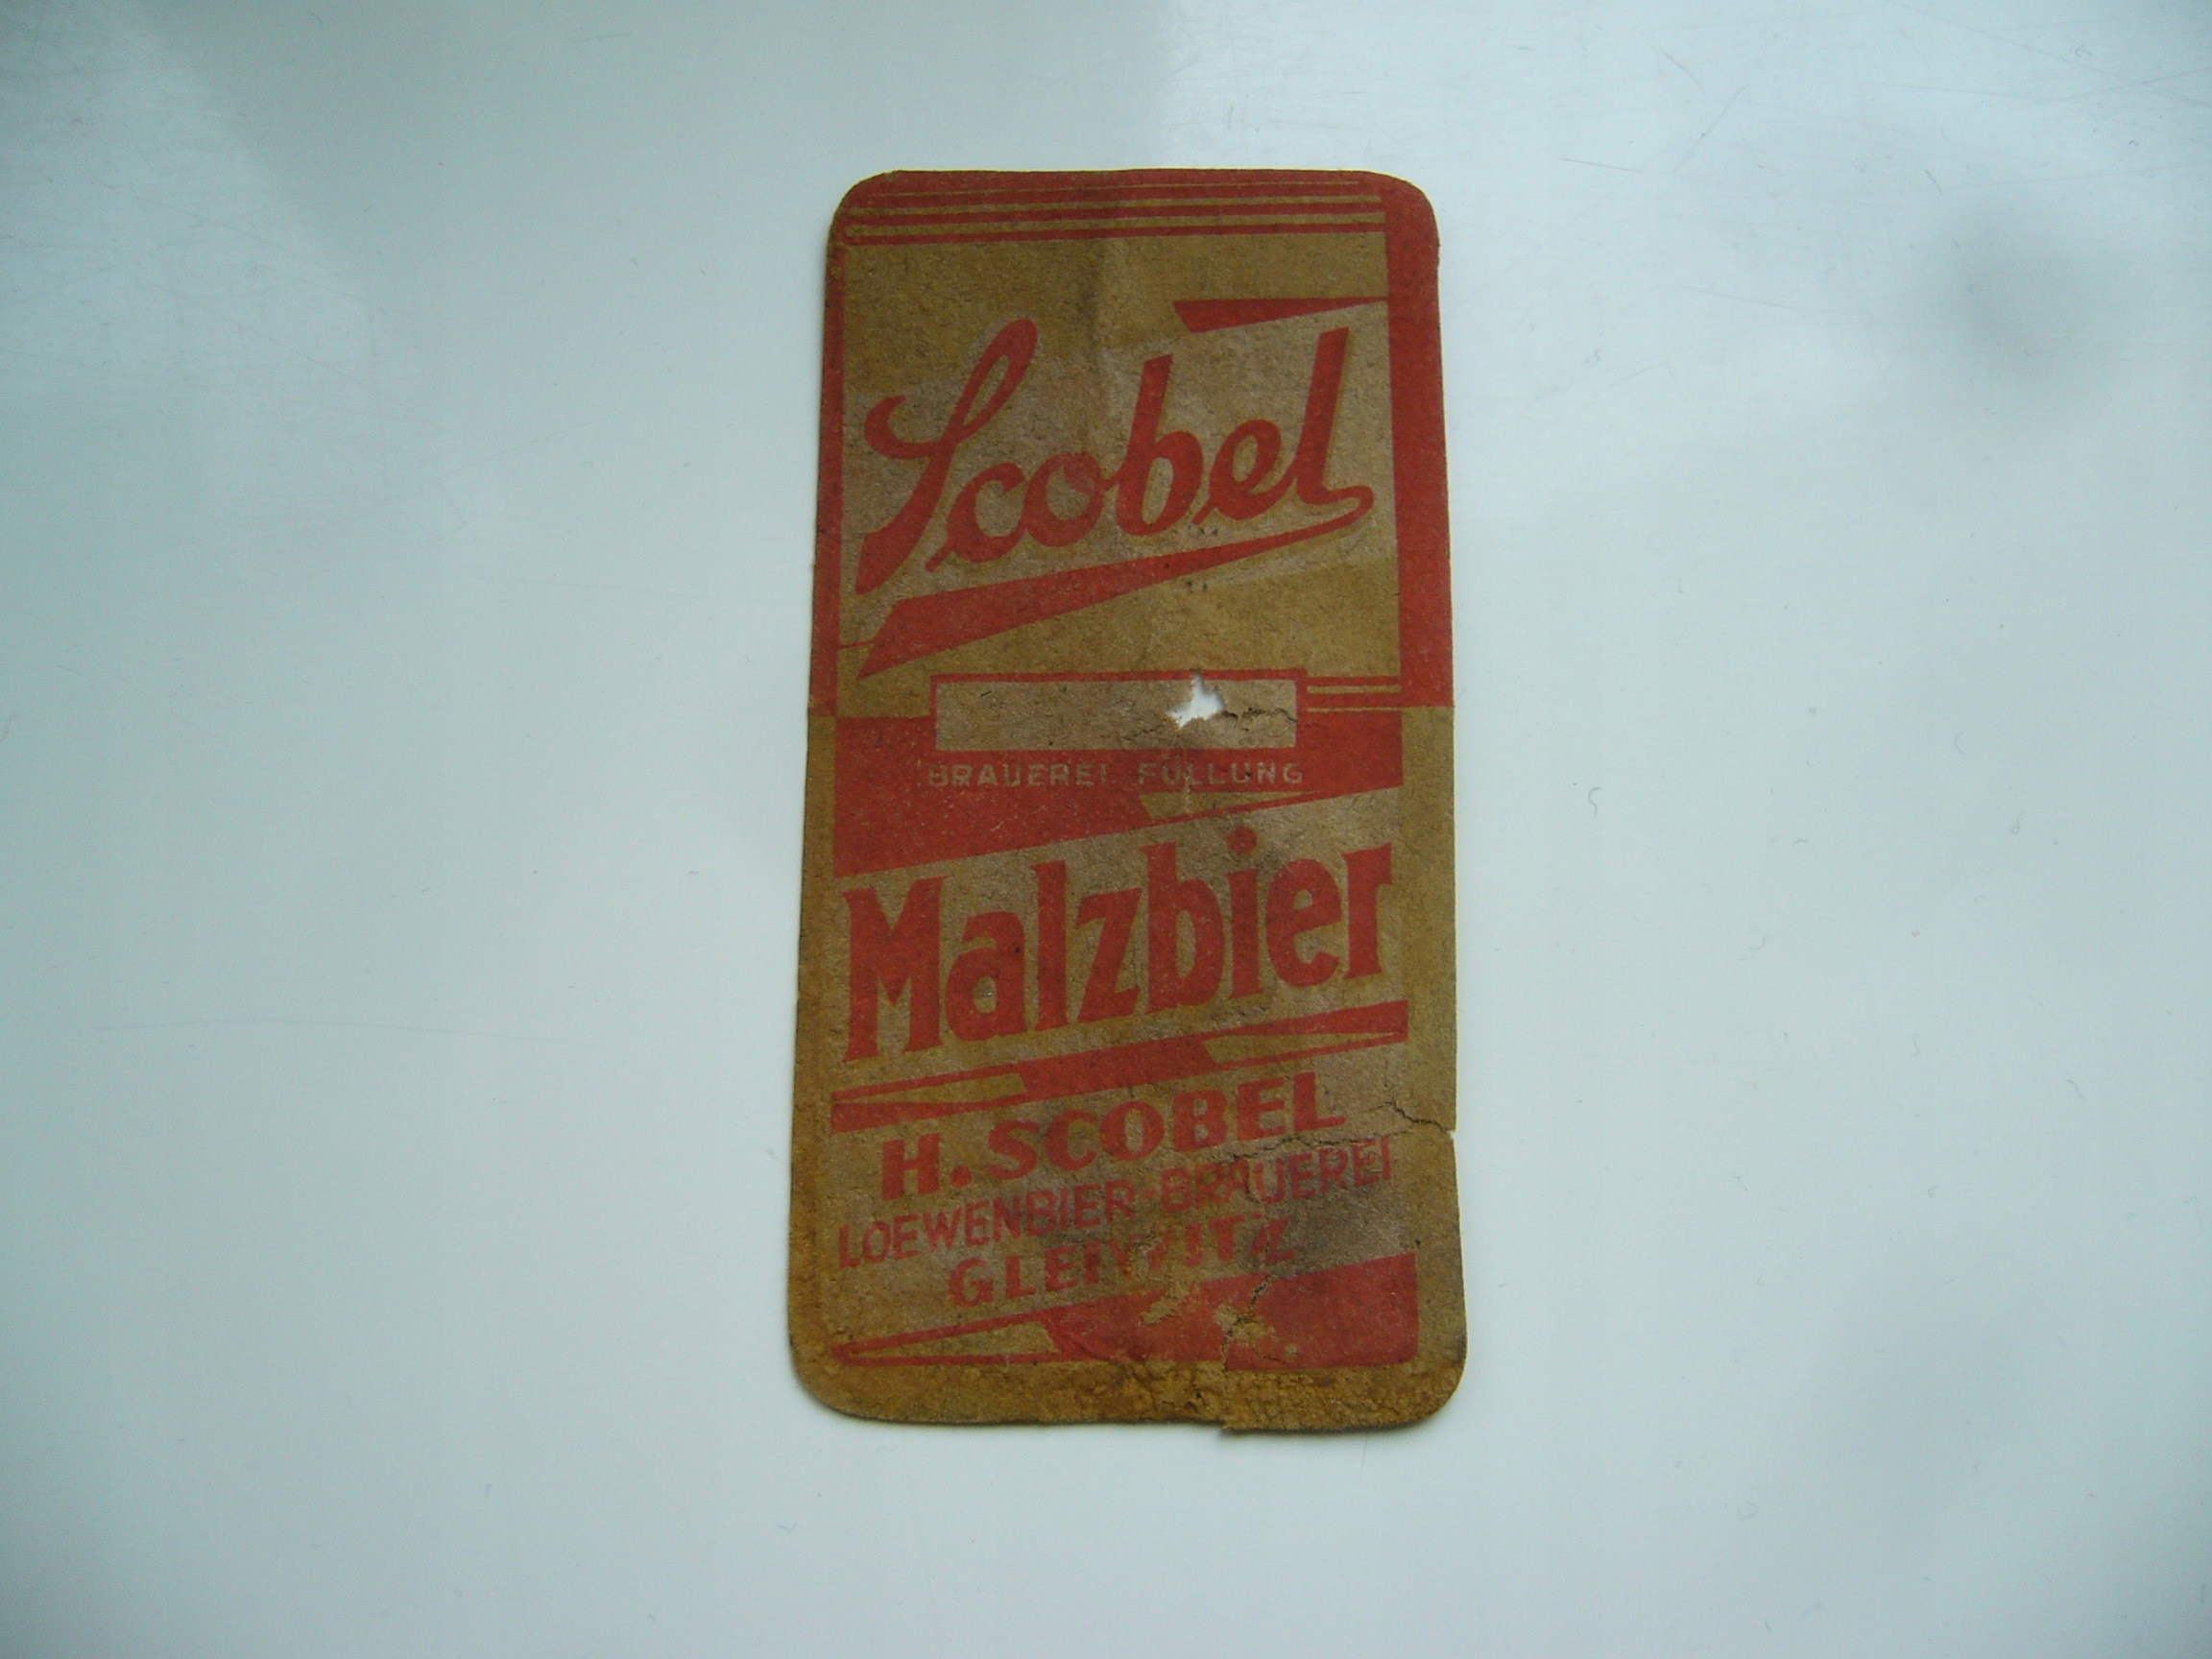 Scobel
BRAUEREI FÜLLUNG
Malzbier
H. SCOBEL
LOEWENBIER-BRAUEREI
GLEIWITZ